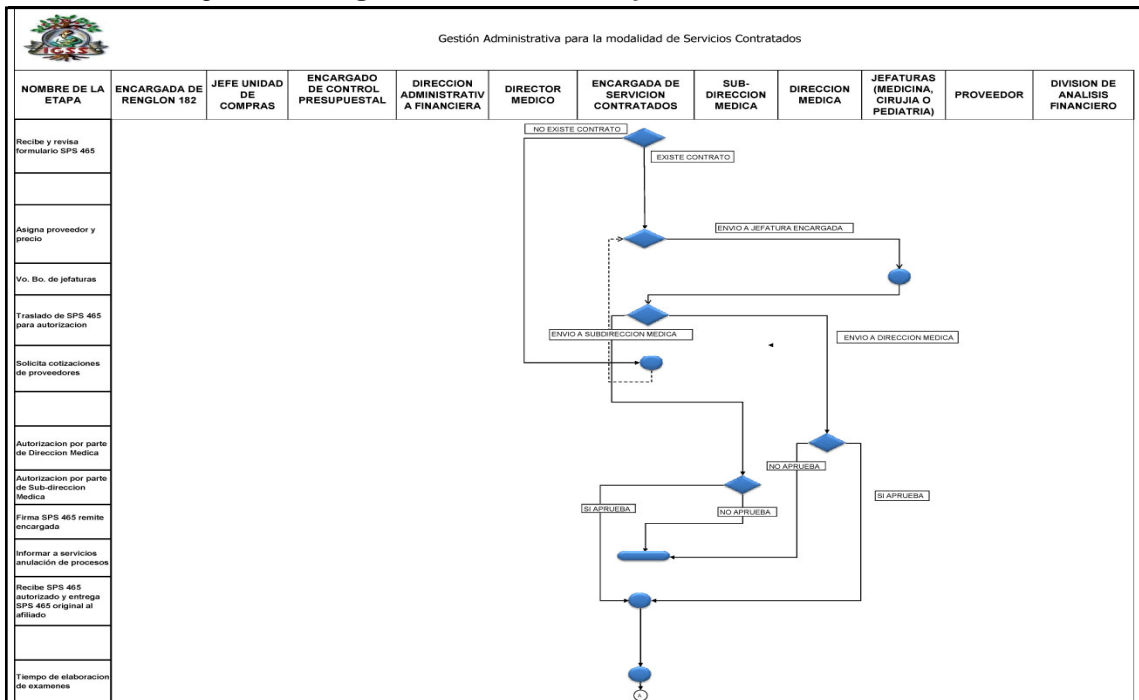 IGSS
Gestión Administrativa para la modalidad de Servicios Contratados
NOMBRE DE LA
ETAPA
ENCARGADA DE
RENGLON 182
JEFE UNIDAD
DE
COMPRAS
ENCARGADO
DE CONTROL
PRESUPUESTAL
DIRECCION
ADMINISTRATIV
A FINANCIERA
DIRECTOR
MEDICO
ENCARGADA DE
SERVICION
CONTRATADOS
SUB-
DIRECCION
MEDICA
DIRECCION
MEDICA
JEFATURAS
(MEDICINA,
CIRUJIA O
PEDIATRIA)
PROVEEDOR
DIVISION DE
ANALISIS
FINANCIERO
Recibe y revisa
formulario SPS 465
NO EXISTE CONTRATO
EXISTE CONTRATO
Asigna proveedor y
precio
ENVIO A JEFATURA ENCARGADA
Vo. Bo. de jefaturas
Traslado de SPS 465
para autorizacion
ENVIO A SUBDIRECCION MEDICA
ENVIO A DIRECCION MEDICA
Solicita cotizaciones
de proveedores
Autorizacion por parte
de Direccion Medica
NO APRUEBA
SI APRUEBA
Autorizacion por parte
de Sub-direccion
Medica
SI APRUEBA
NO APRUEBA
Firma SPS 465 remite
encargada
Informar a servicios
anulación de procesos
Recibe SPS 465
autorizado y entrega
SPS 465 original al
afiliado
Tiempo de elaboracion
de examenes
A